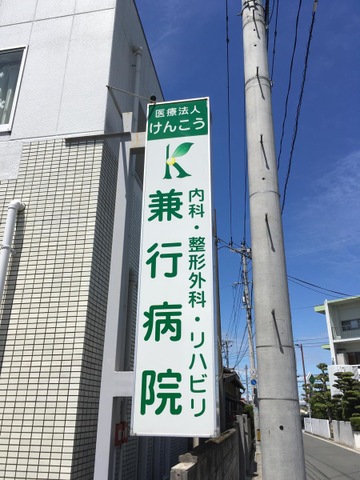 医療法人
けんこう
K
兼行病院
内科・整形外科・リハビリ